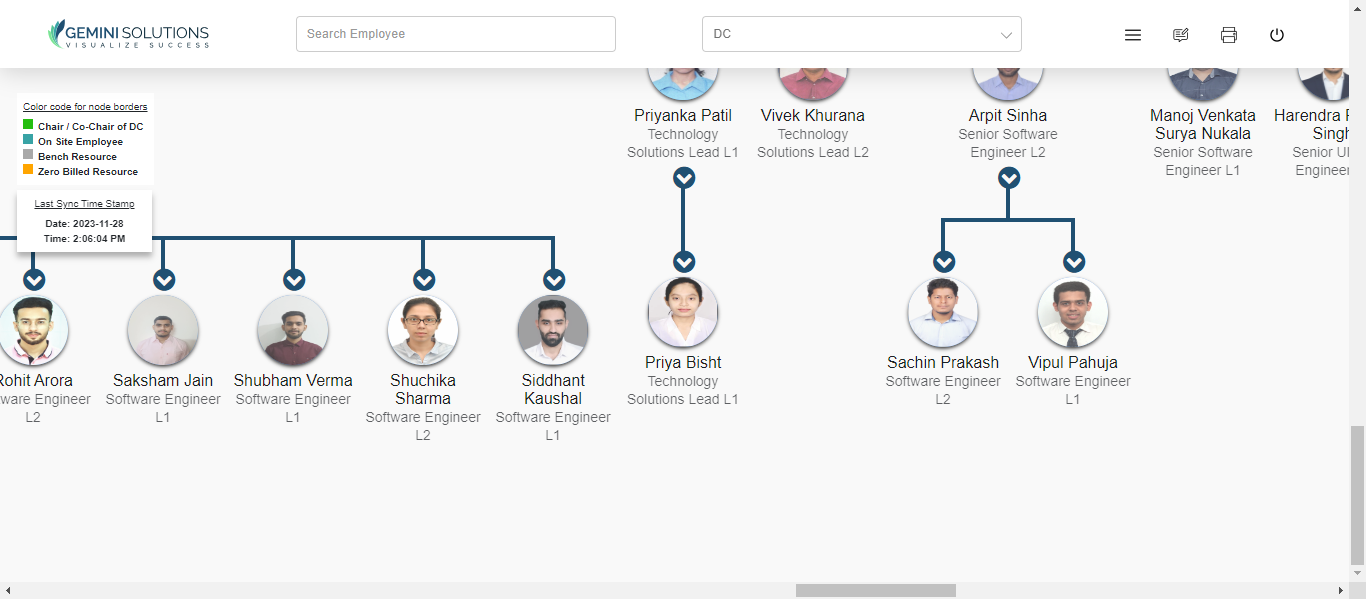 GEMINI SOLUTIONS
VISUALIZE SUCCESS
Search Employee
DC
Color code for node borders
Chair / Co-Chair of DC
On Site Employee
Bench Resource
Zero Billed Resource
Last Sync Time Stamp
Date: 2023-11-28
Time: 2:06:04 PM
Priyanka Patil
Technology
Solutions Lead L1
Vivek Khurana
Technology
Solutions Lead L2
Arpit Sinha
Senior Software
Engineer L2
Manoj Venkata
Surya Nukala
Senior Software
Engineer L1
Harendra
Singh
Senior
Engineer
Rohit Arora
ware Engineer
L2
Saksham Jain
Software Engineer
L1
Shubham Verma
Software Engineer
L1
Shuchika
Sharma
Software Engineer
L2
Siddhant
Kaushal
Software Engineer
L1
Priya Bisht
Technology
Solutions Lead L1
Sachin Prakash
Software Engineer
L2
Vipul Pahuja
Software Engineer
L1